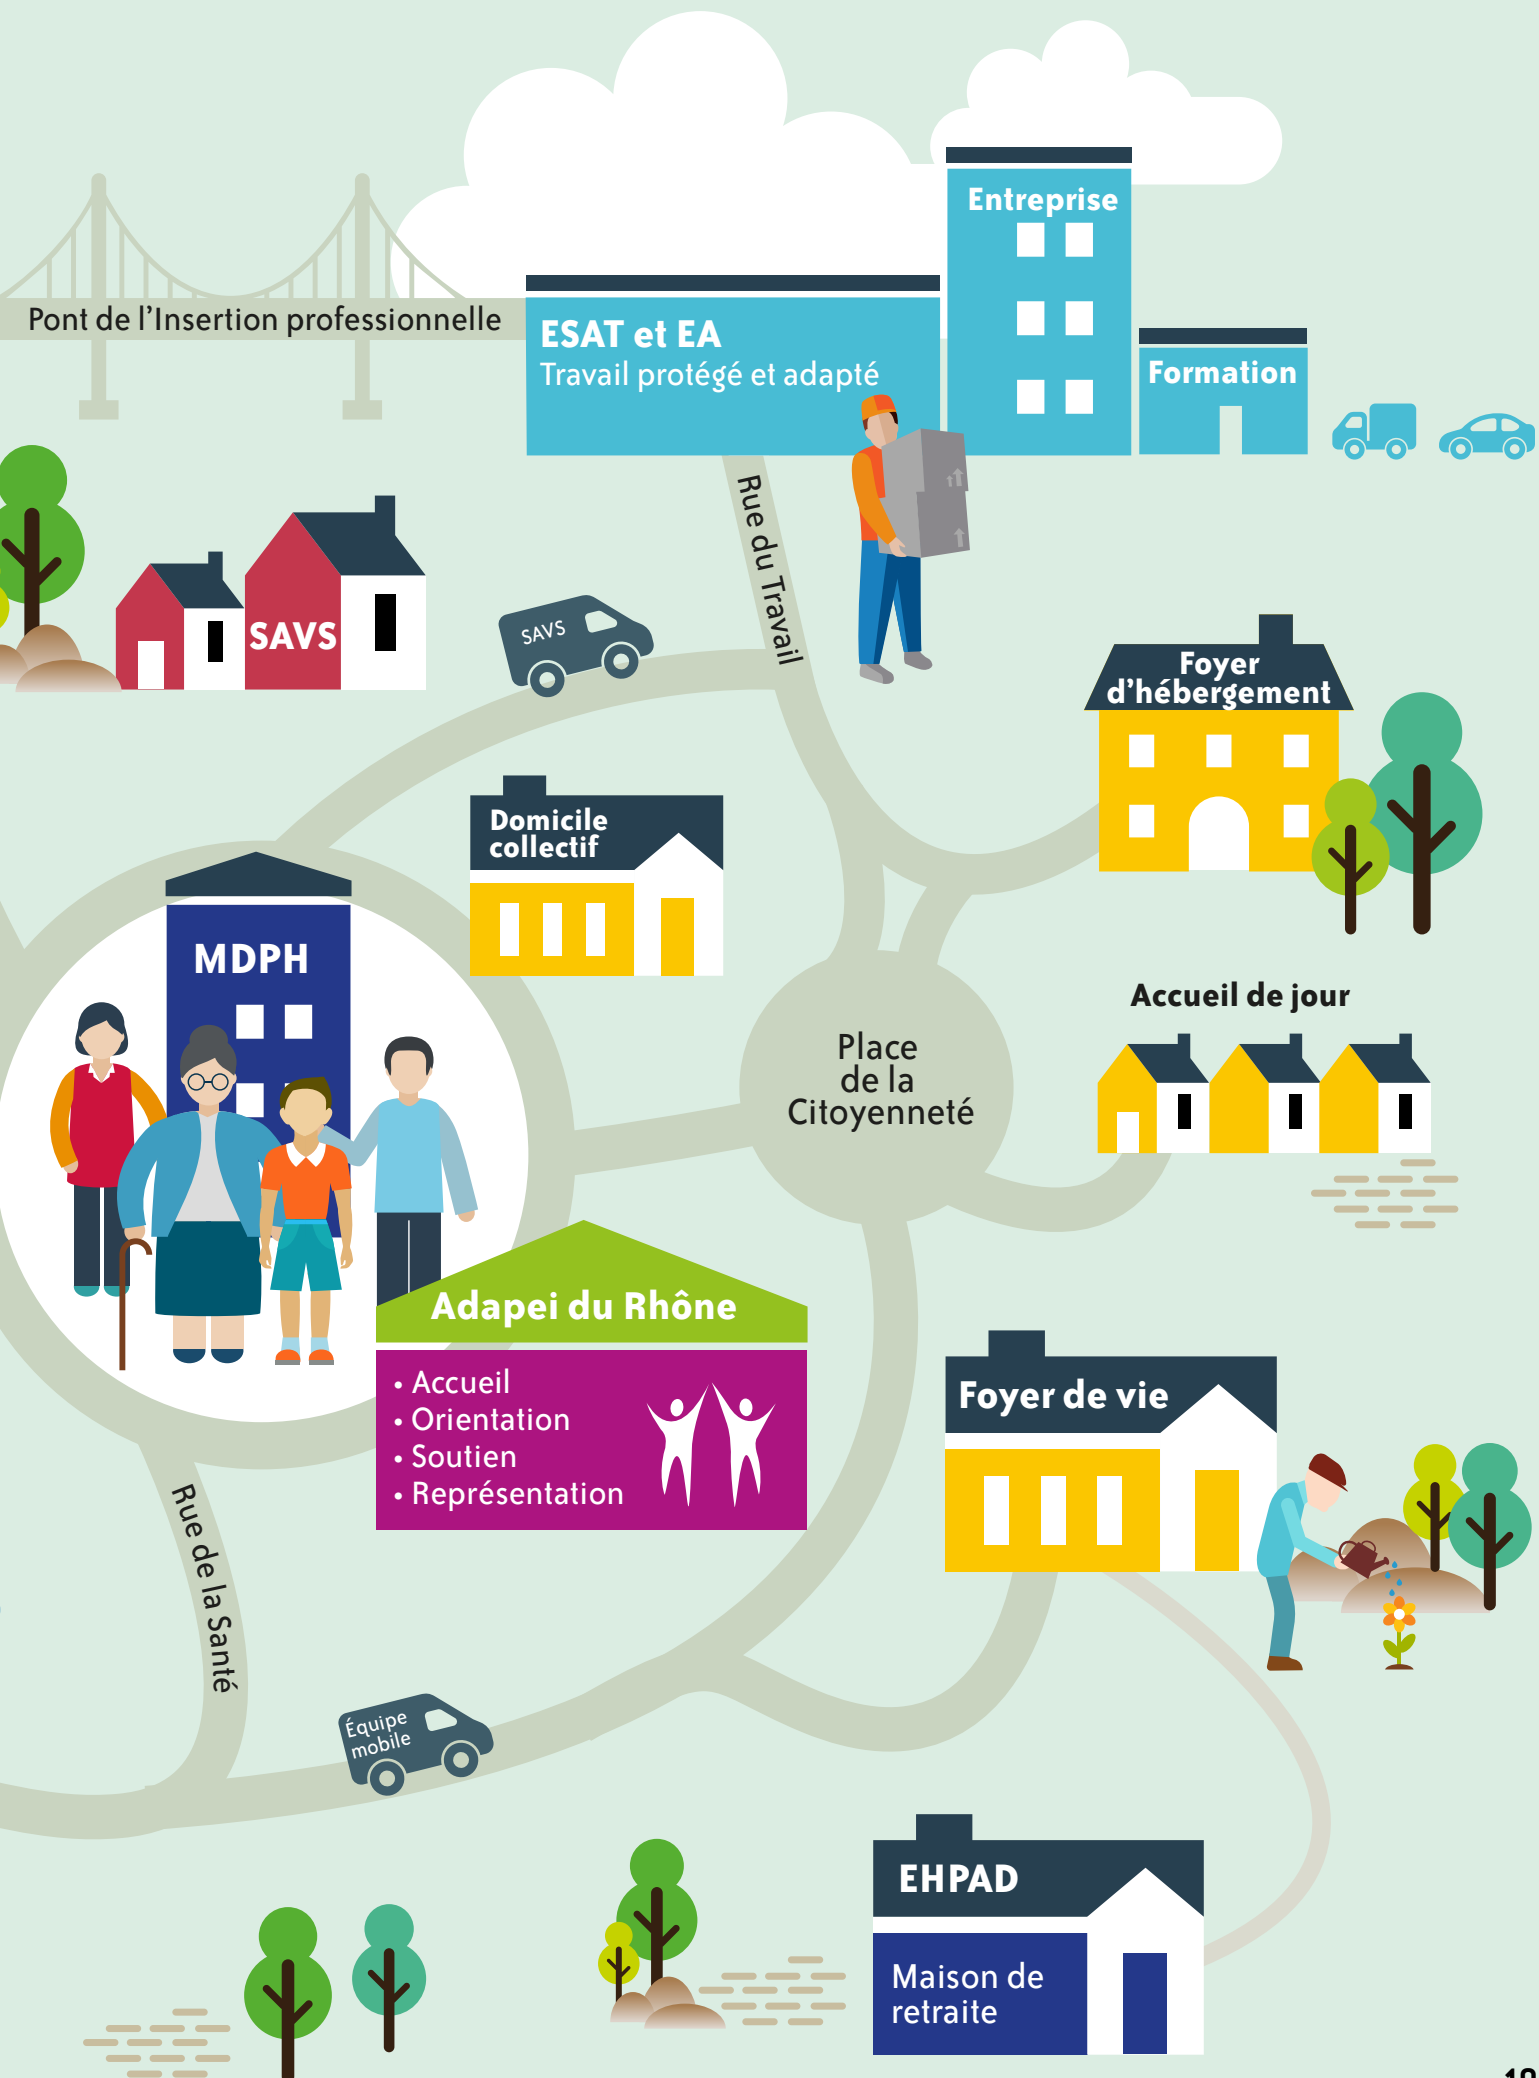 Entreprise
Pont de l'Insertion professionnelle
ESAT et EA
Travail protégé et adapté
Formation
Rue du Travail
SAVS
SAVS
Foyer
d'hébergement
Domicile
collectif
MDPH
Accueil de jour
Place
de la
Citoyenneté
Adapei du Rhône
• Accueil
• Orientation
• Soutien
• Représentation
Foyer de vie
Rue de la Santé
Équipe
mobile
EHPAD
Maison de
retraite